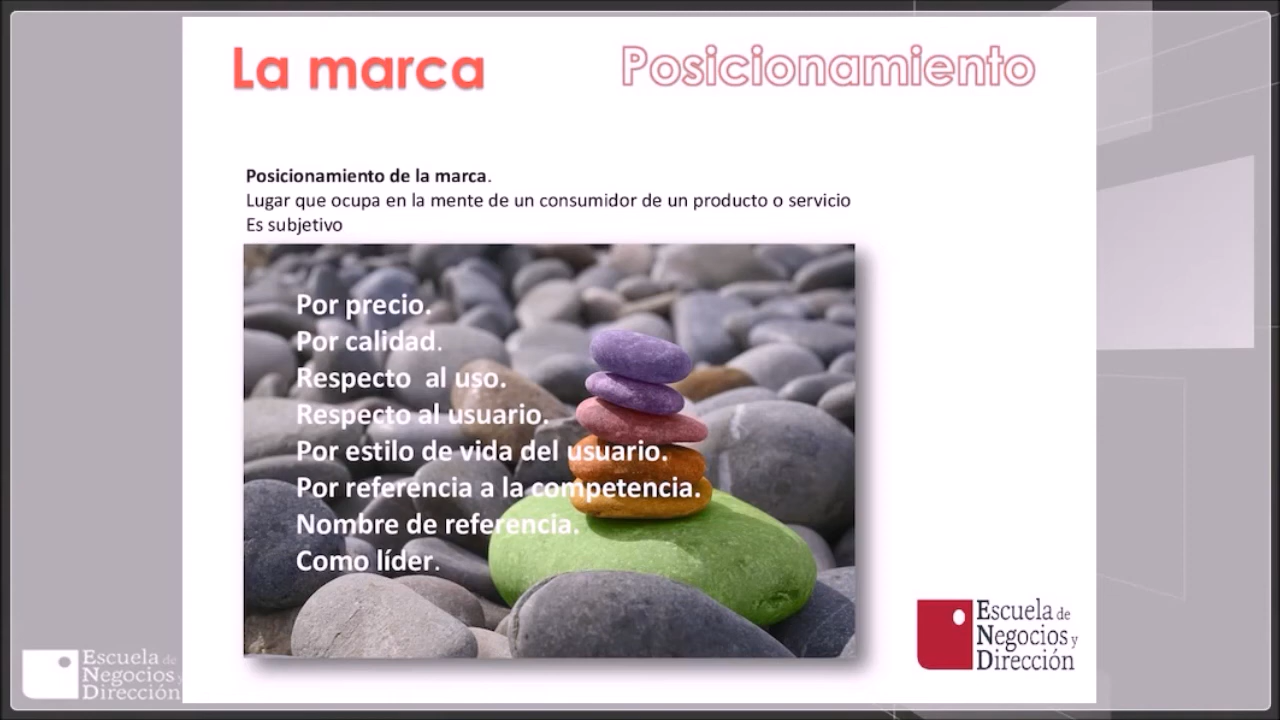 La marca
Posicionamiento
Posicionamiento de la marca.
Lugar que ocupa en la mente de un consumidor de un producto o servicio
Es subjetivo
Por precio.
Por calidad.
Respecto  al uso.
Respecto al usuario.
Por estilo de vida del usuario.
Por referencia a la competencia.
Nombre de referencia.
Como líder.
Escuela de
Negocios y
Dirección
Escuela de
Negocios y
Dirección